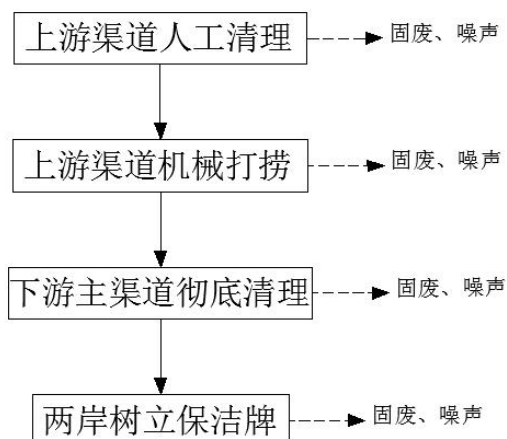 上游渠道人工清理
固废、噪声
上游渠道机械打捞
固废、噪声
下游主渠道彻底清理
固废、噪声
两岸树立保洁牌
固废、噪声